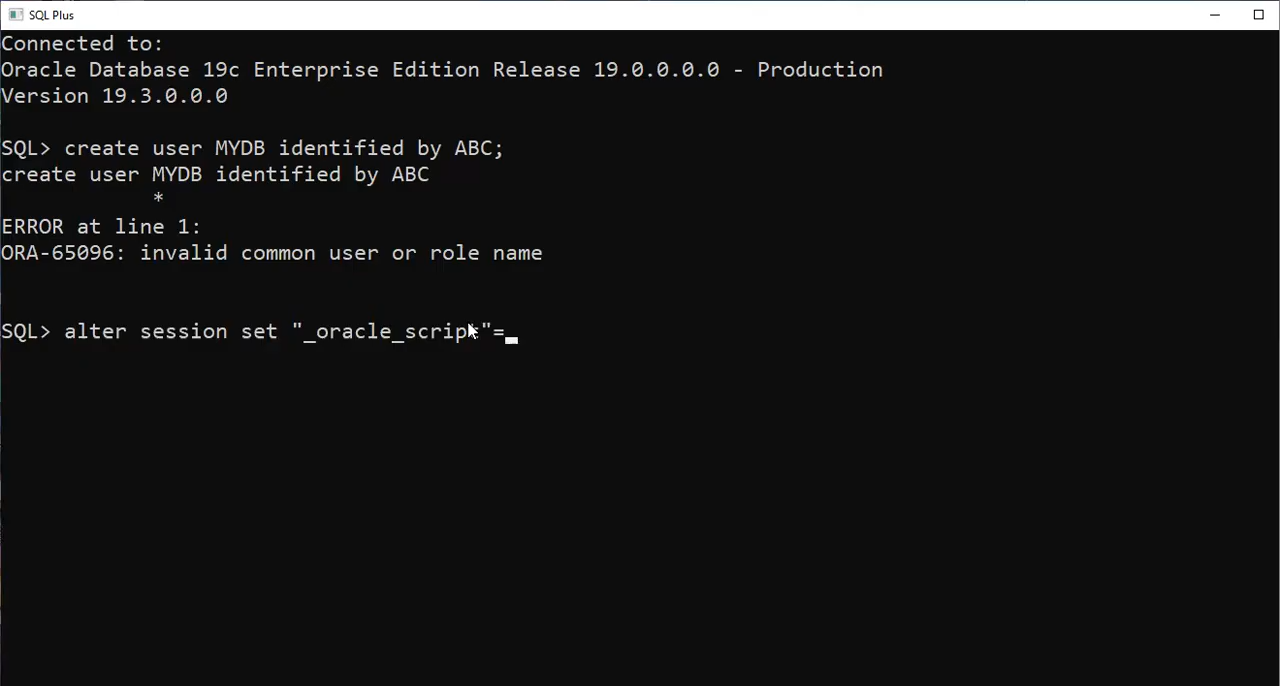 SQL Plus
Connected to:
Oracle Database 19c Enterprise Edition Release 19.0.0.0.0 - Production
Version 19.3.0.0.0
SQL> create user MYDB identified by ABC;
create user MYDB identified by ABC
*
ERROR at line 1:
ORA-65096: invalid common user or role name
SQL> alter session set "_oracle_script"=_